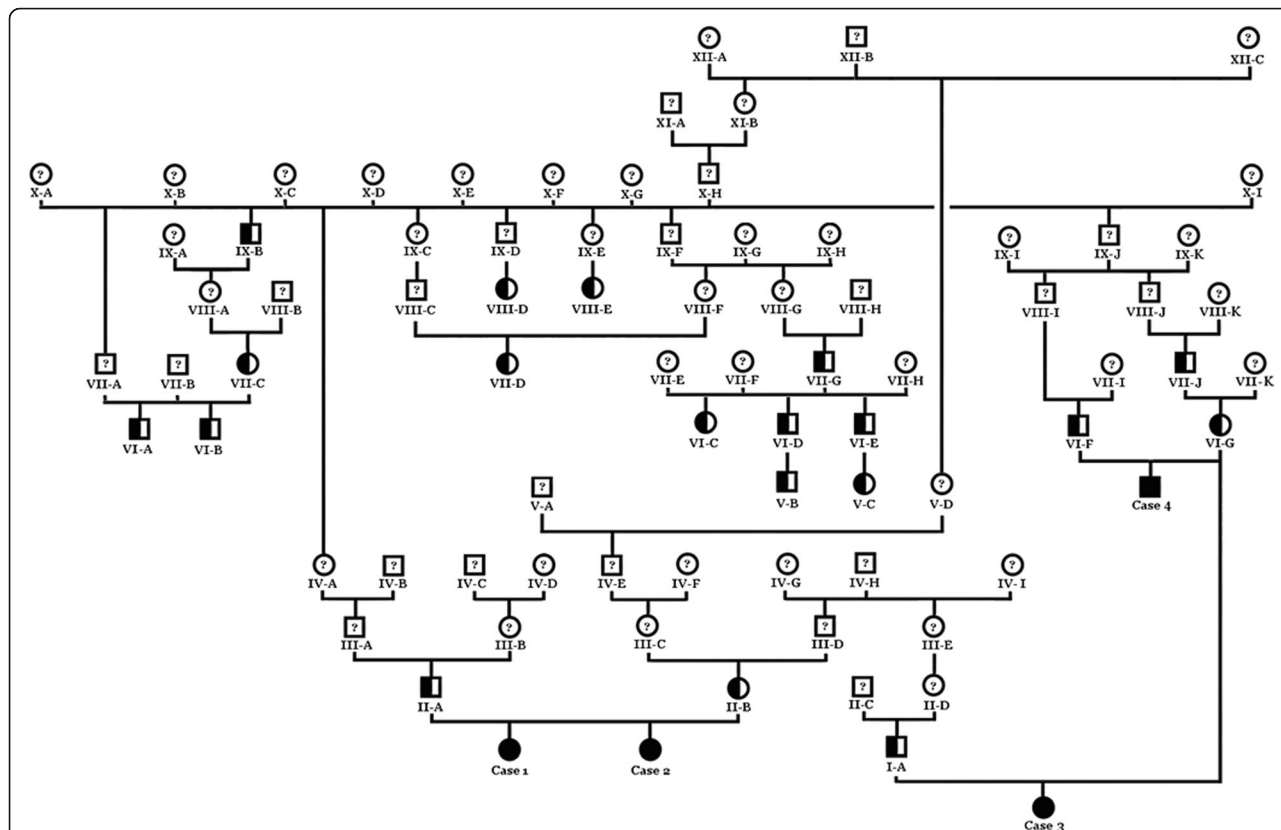 ? ? ?
XII-A XII-B XII-C
? ?
XI-A XI-B
? ? ? ? ? ? ? ? ?
X-A X-B X-C X-D X-E X-F X-G X-H X-I
? ? ? ? ? ? ? ? ? ?
IX-A IX-B IX-C IX-D IX-E IX-F IX-G IX-H IX-I IX-J IX-K
? ? ? ? ? ? ? ? ?
VIII-A VIII-B VIII-C VIII-D VIII-E VIII-F VIII-G VIII-H VIII-I VIII-J VIII-K
? ? ? ? ? ? ?
VII-A VII-B VII-C VII-D VII-E VII-F VII-G VII-H VII-I VII-J VII-K
VI-A VI-B VI-C VI-D VI-E VI-F VI-G
? ?
V-A V-B V-C V-D Case 4
? ? ? ? ? ? ? ? ?
IV-A IV-B IV-C IV-D IV-E IV-F IV-G IV-H IV-I
? ? ? ? ?
III-A III-B III-C III-D III-E
? ?
II-A II-B II-C II-D
Case 1 Case 2 I-A
Case 3